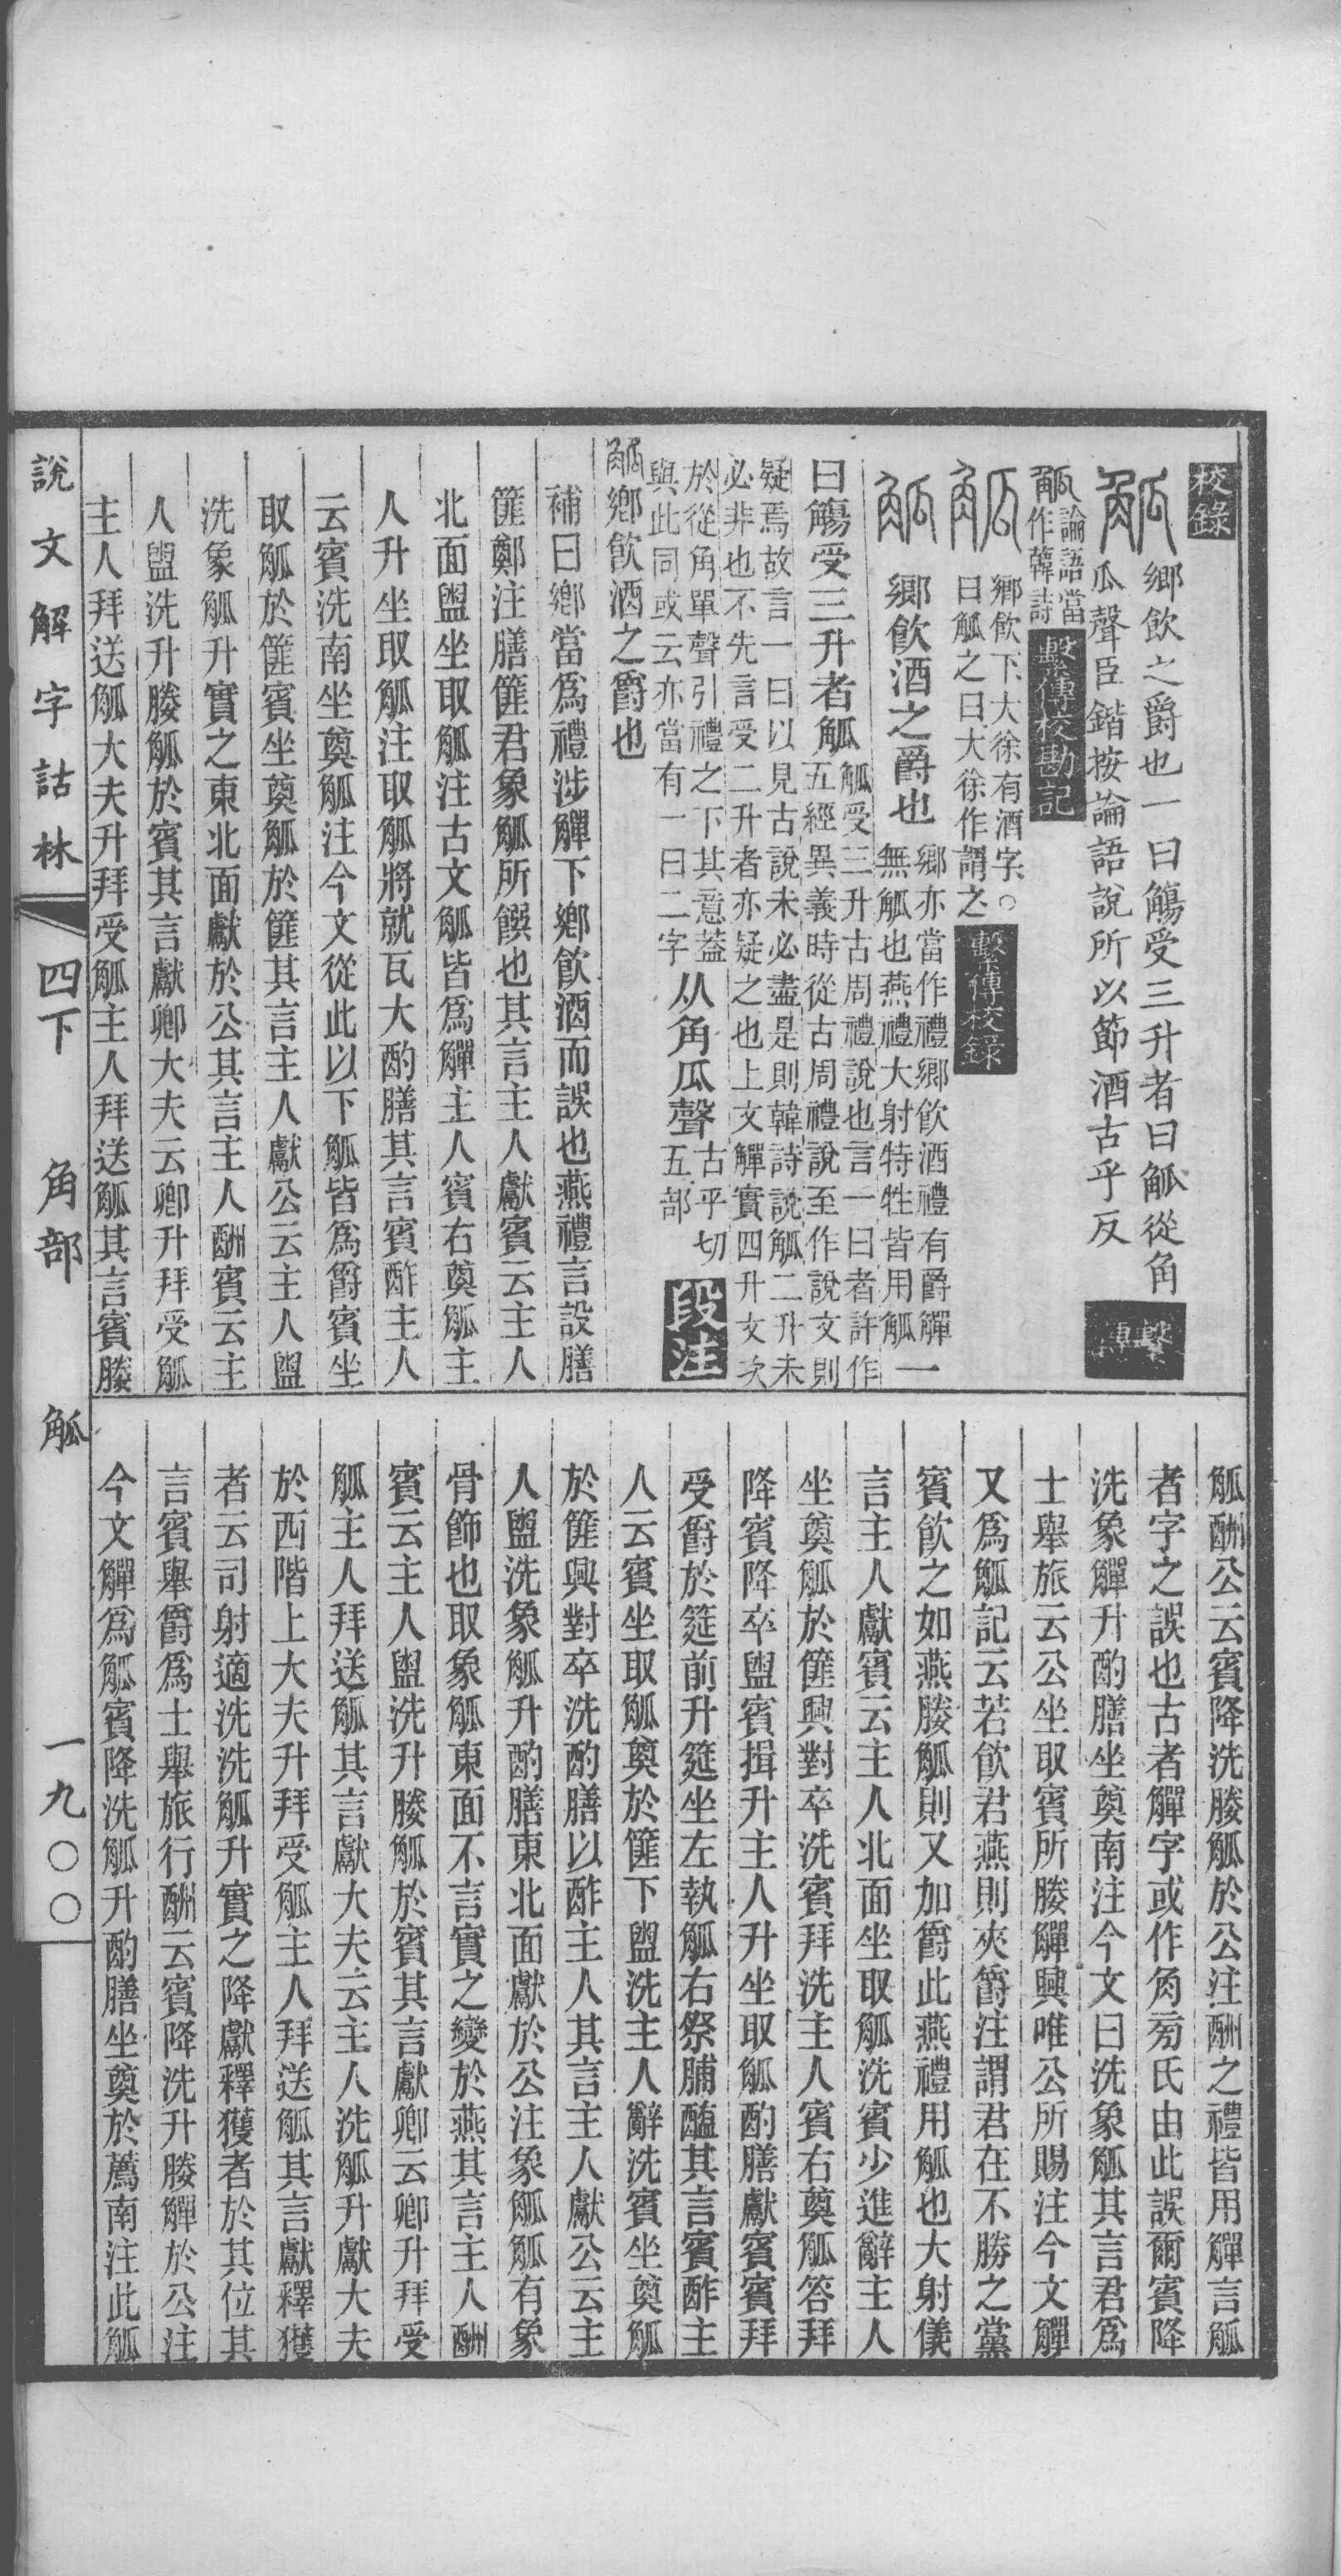 校錄
觚鄉飲之爵也一曰觴受三升者曰觚從角
瓜聲臣鍇按論語說所以節酒古乎反
繫傳
觚論語當
作韓詩
繫傳校勘記
觚鄉飲下大徐有酒字○
曰觚之曰大徐作謂之
繫傳校錄
觚鄉飲酒之爵也
鄉亦當作禮鄉飲酒禮有爵觶
無觚也燕禮大射特牲皆用觚
一
曰觴受三升者觚
觚受三升古周禮說也言一曰者許作
五經異義時從古周禮說至作說文則
疑焉故言一曰以見古說未必盡是則韓詩說觚二升未
必非也不先言受二升者亦疑之也上文觶實四升文次
於從角單聲引禮之下其意葢
與此同或云亦當有一曰二字
从角瓜聲
古乎切
五部
段注
觚鄉飲酒之爵也
補曰鄉當爲禮涉觶下鄉飲酒而誤也燕禮言設膳
篚鄭注膳篚君象觚所饌也其言主人獻賓云主人
北面盥坐取觚注古文觚皆爲觶主人賓右奠觚主
人升坐取觚注取觚將就瓦大酌膳其言賓酢主人
云賓洗南坐奠觚注今文從此以下觚皆爲爵賓坐
取觚於篚賓坐奠觚於篚其言主人獻公云主人盥
洗象觚升實之東北面獻於公其言主人酬賓云主
人盥洗升媵觚於賓其言獻卿大夫云卿升拜受觚
主人拜送觚大夫升拜受觚主人拜送觚其言賓媵
觚酬公云賓降洗媵觚於公注酬之禮皆用觶言觚
者字之誤也古者觶字或作角旁氏由此誤爾賓降
洗象觶升酌膳坐奠南注今文曰洗象觚其言君爲
士舉旅云公坐取賓所媵觶興唯公所賜注今文觶
又爲觚記云若飲君燕則夾爵注謂君在不勝之黨
賓飲之如燕媵觚則又加爵此燕禮用觚也大射儀
言主人獻賓云主人北面坐取觚洗賓少進辭主人
坐奠觚於篚興對卒洗賓拜洗主人賓右奠觚答拜
降賓降卒盥賓揖升主人升坐取觚酌膳獻賓賓拜
受爵於筵前升筵坐左執觚右祭脯醢其言賓酢主
人云賓坐取觚奠於篚下盥洗主人辭洗賓坐奠觚
於篚興對卒洗酌膳以酢主人其言主人獻公云主
人盥洗象觚升酌膳東北面獻於公注象觚觚有象
骨飾也取象觚東面不言實之變於燕其言主人酬
賓云主人盥洗升媵觚於賓其言獻卿云卿升拜受
觚主人拜送觚其言獻大夫云主人洗觚升獻大夫
於西階上大夫升拜受觚主人拜送觚其言獻釋獲
者云司射適洗洗觚升實之降獻釋獲者於其位其
言賓舉爵爲士舉旅行酬云賓降洗升媵觶於公注
今文觶爲觚賓降洗觚升酌膳坐奠於薦南注此觚
說文解字詁林
四下
角部
觚
一九〇〇